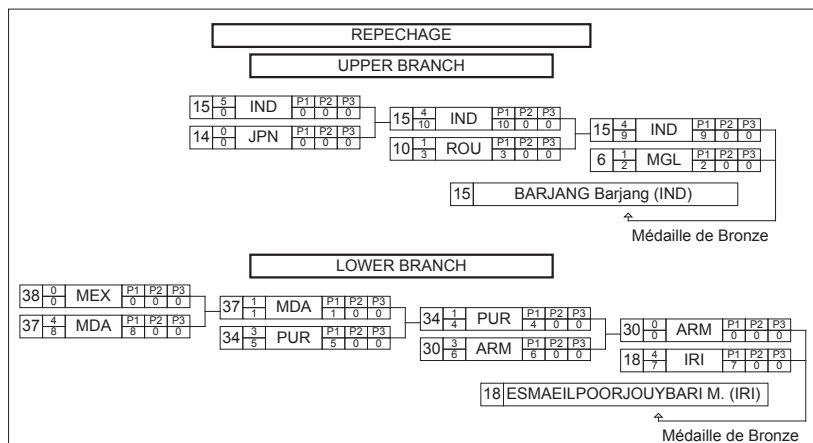 REPECHAGE
UPPER BRANCH
15 5 0 IND P1 0 P2 0 P3 0
14 0 0 JPN P1 0 P2 0 P3 0
15 4 10 IND P1 10 P2 0 P3 0
10 1 3 ROU P1 3 P2 0 P3 0
15 4 9 IND P1 9 P2 0 P3 0
6 1 2 MGL P1 2 P2 0 P3 0
15 BARJANG Barjang (IND)
Médaille de Bronze
LOWER BRANCH
38 0 0 MEX P1 0 P2 0 P3 0
37 4 8 MDA P1 8 P2 0 P3 0
37 1 1 MDA P1 1 P2 0 P3 0
34 3 5 PUR P1 5 P2 0 P3 0
34 1 4 PUR P1 4 P2 0 P3 0
30 3 6 ARM P1 6 P2 0 P3 0
30 0 0 ARM P1 0 P2 0 P3 0
18 4 7 IRI P1 7 P2 0 P3 0
18 ESMAEILPOORJOUYBARI M. (IRI)
Médaille de Bronze